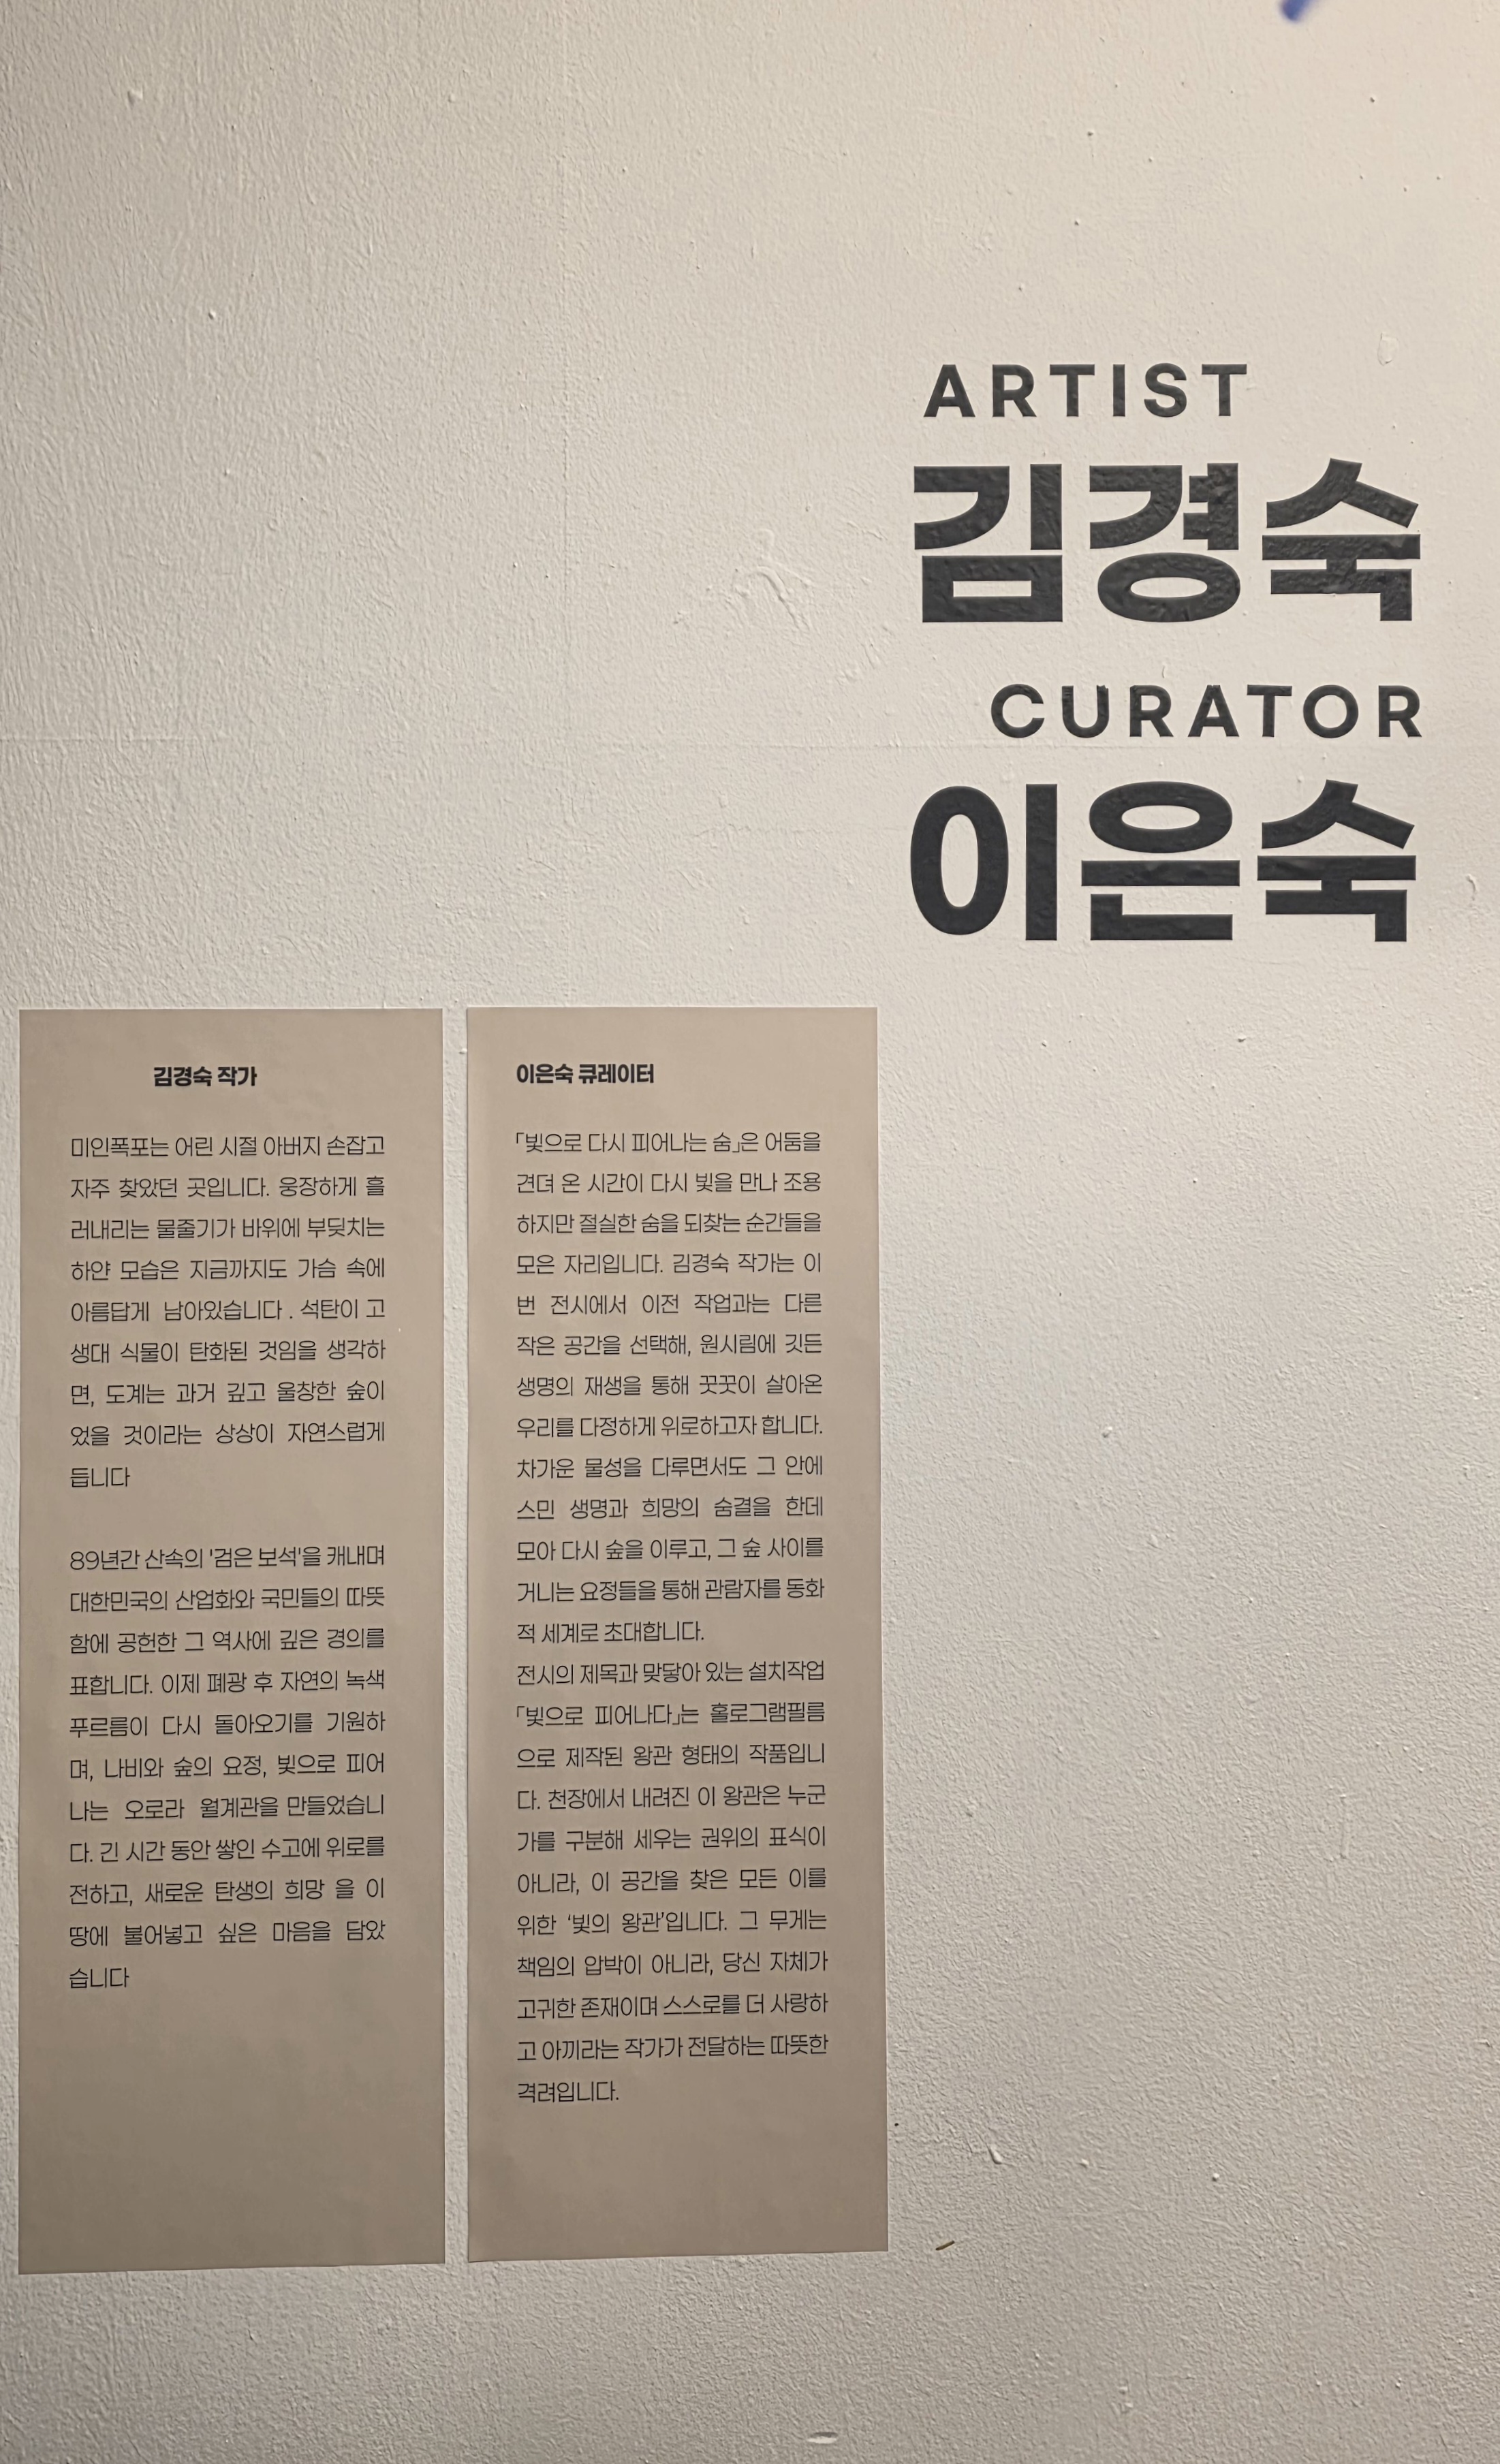 ARTIST
김경숙
CURATOR
이은숙
김경숙 작가
미인폭포는 어린 시절 아버지 손잡고
자주 찾았던 곳입니다. 웅장하게 흘
러내리는 물줄기가 바위에 부딪치는
하얀 모습은 지금까지도 가슴 속에
아름답게 남아있습니다 . 석탄이 고
생대 식물이 탄화된 것임을 생각하
면, 도계는 과거 깊고 울창한 숲이
었을 것이라는 상상이 자연스럽게
듭니다
89년간 산속의 '검은 보석'을 캐내며
대한민국의 산업화와 국민들의 따뜻
함에 공헌한 그 역사에 깊은 경의를
표합니다. 이제 폐광 후 자연의 녹색
푸르름이 다시 돌아오기를 기원하
며, 나비와 숲의 요정, 빛으로 피어
나는 오로라 월계관을 만들었습니
다. 긴 시간 동안 쌓인 수고에 위로를
전하고, 새로운 탄생의 희망 을 이
땅에 불어넣고 싶은 마음을 담았
습니다
이은숙 큐레이터
「빛으로 다시 피어나는 숨」은 어둠을
견뎌 온 시간이 다시 빛을 만나 조용
하지만 절실한 숨을 되찾는 순간들을
모은 자리입니다. 김경숙 작가는 이
번 전시에서 이전 작업과는 다른
작은 공간을 선택해, 원시림에 깃든
생명의 재생을 통해 꿋꿋이 살아온
우리를 다정하게 위로하고자 합니다.
차가운 물성을 다루면서도 그 안에
스민 생명과 희망의 숨결을 한데
모아 다시 숲을 이루고, 그 숲 사이를
거니는 요정들을 통해 관람자를 동화
적 세계로 초대합니다.
전시의 제목과 맞닿아 있는 설치작업
「빛으로 피어나다」는 홀로그램필름
으로 제작된 왕관 형태의 작품입니
다. 천장에서 내려진 이 왕관은 누군
가를 구분해 세우는 권위의 표식이
아니라, 이 공간을 찾은 모든 이를
위한 ‘빛의 왕관’입니다. 그 무게는
책임의 압박이 아니라, 당신 자체가
고귀한 존재이며 스스로를 더 사랑하
고 아끼라는 작가가 전달하는 따뜻한
격려입니다.